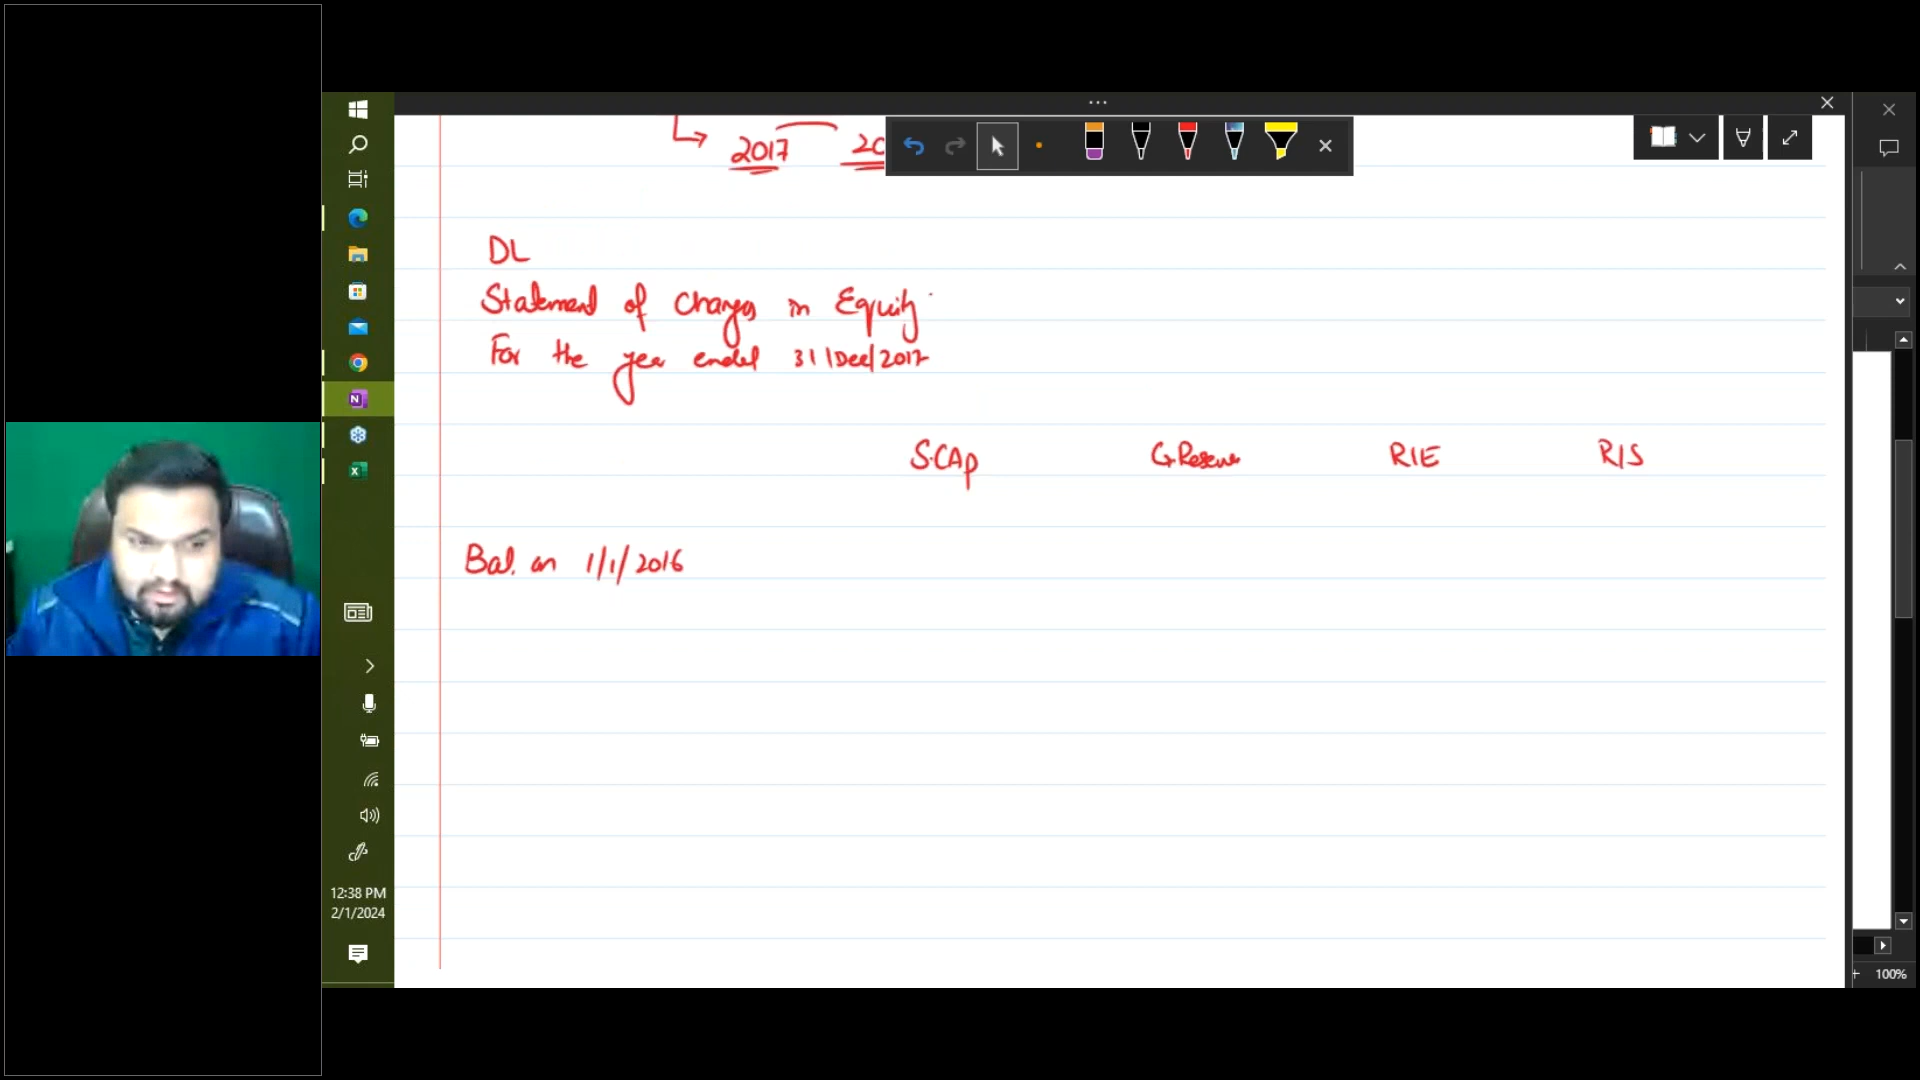 2017 20
DL
Statement of Changes in Equity
For the year ended 31/Dec/2017
S.CAp G.Reserve R/E R/S
Bal. on 1/1/2016
12:38 PM
2/1/2024
100%